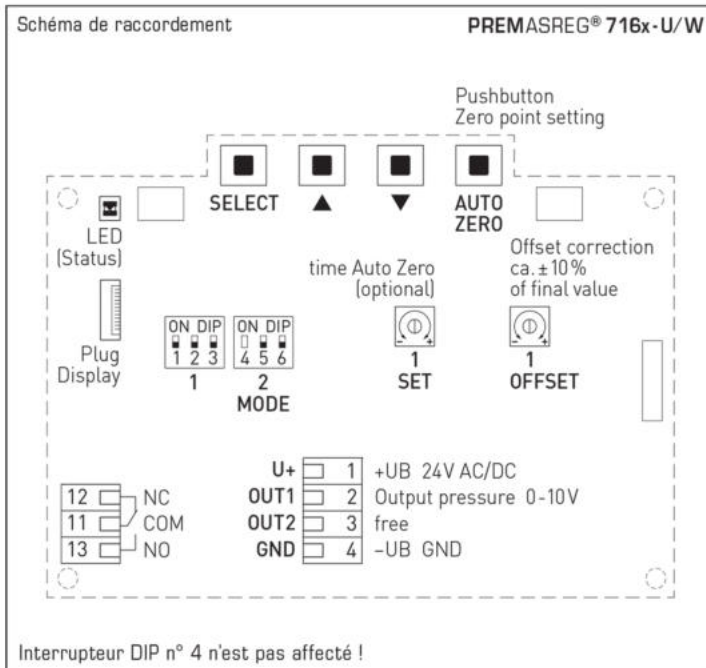 Schéma de raccordement
PREMASREG® 716x-U/W
Pushbutton
Zero point setting
SELECT
▲
▼
AUTO
ZERO
LED
(Status)
time Auto Zero
(optional)
Offset correction
ca. ± 10%
of final value
Plug
Display
ON DIP
1 2 3
1
ON DIP
4 5 6
2
MODE
- +
1
SET
- +
1
OFFSET
12 NC
11 COM
13 NO
U+ 1 +UB 24V AC/DC
OUT1 2 Output pressure 0-10V
OUT2 3 free
GND 4 -UB GND
Interrupteur DIP n° 4 n'est pas affecté !